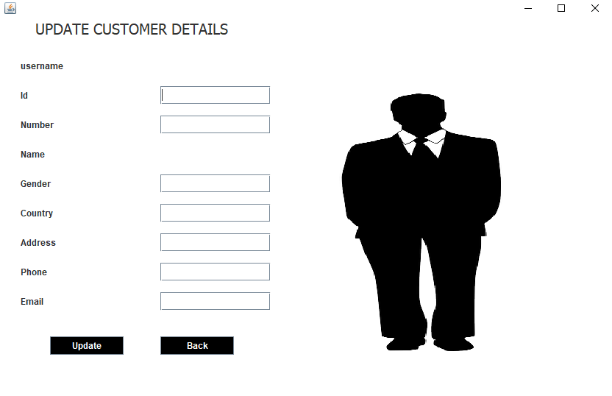 UPDATE CUSTOMER DETAILS
username
Id
Number
Name
Gender
Country
Address
Phone
Email
Update Back